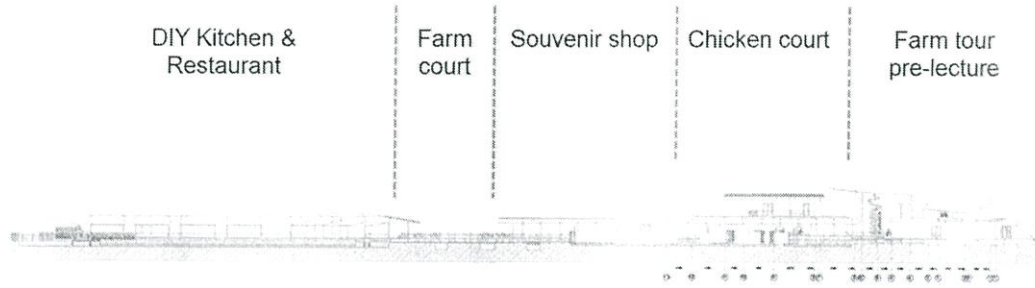 DIY Kitchen &
Restaurant
Farm
court
Souvenir shop
Chicken court
Farm tour
pre-lecture